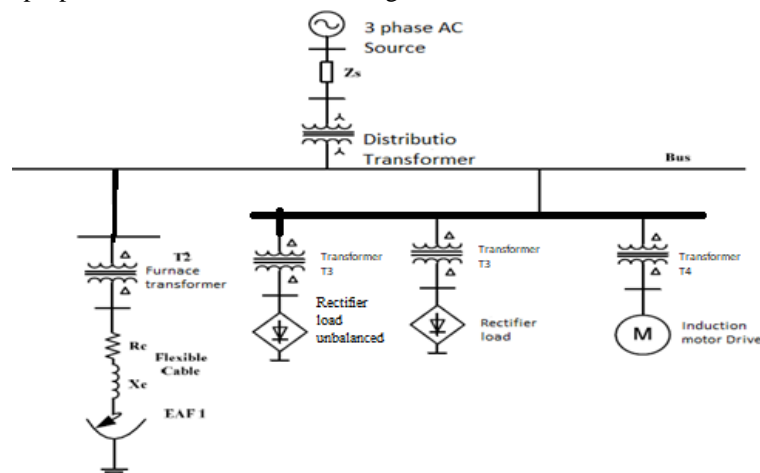 3 phase AC
Source
Zs
Distributio
Transformer
Bus
T2
Furnace
transformer
Transformer
T3
Transformer
T3
Transformer
T4
Rectifier
load
unbalanced
Rectifier
load
M
Induction
motor Drive
Rc
Flexible
Cable
Xc
EAF 1